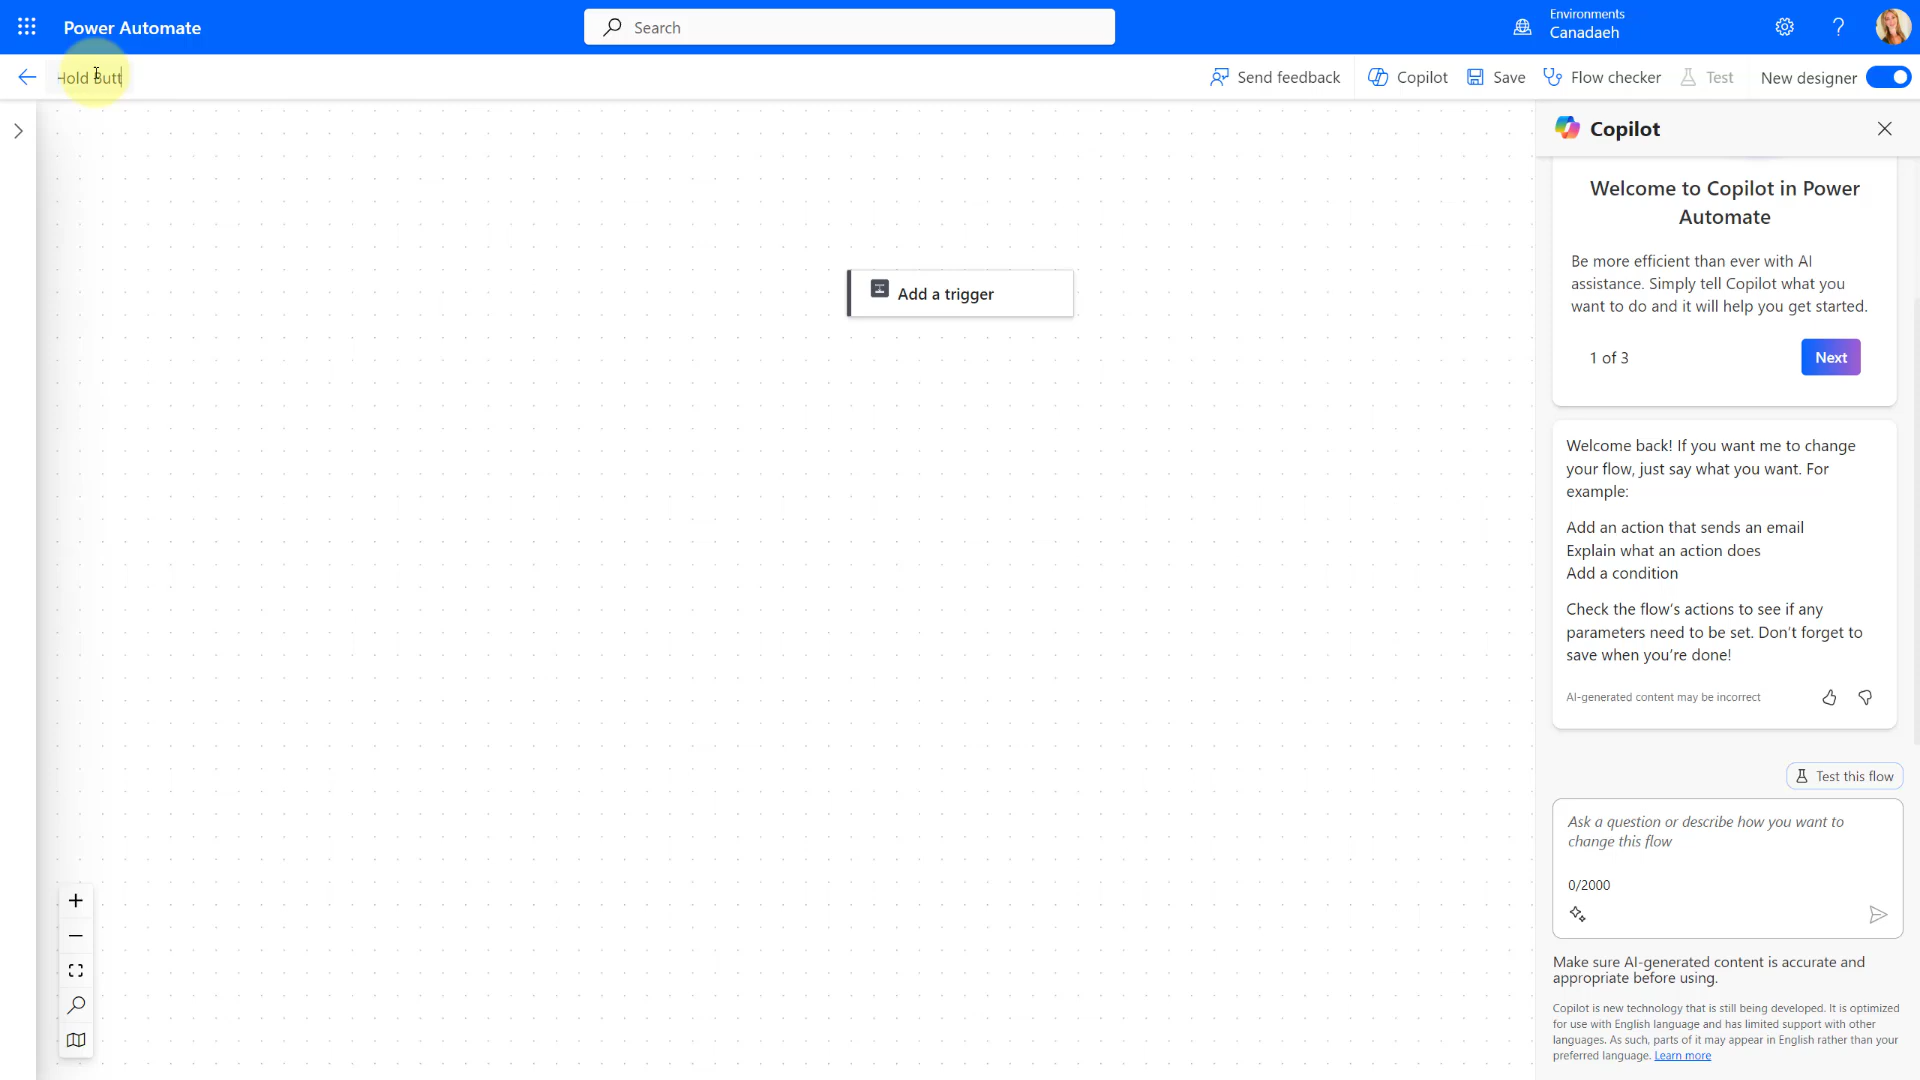 Power Automate
Search
Environments
Canadaeh
Hold Butt
Send feedback
Copilot
Save
Flow checker
Test
New designer
Copilot
Welcome to Copilot in Power
Automate
Be more efficient than ever with AI
assistance. Simply tell Copilot what you
want to do and it will help you get started.
1 of 3
Next
Add a trigger
Welcome back! If you want me to change
your flow, just say what you want. For
example:
Add an action that sends an email
Explain what an action does
Add a condition
Check the flow's actions to see if any
parameters need to be set. Don't forget to
save when you're done!
AI-generated content may be incorrect
Test this flow
Ask a question or describe how you want to
change this flow
0/2000
Make sure AI-generated content is accurate and
appropriate before using.
Copilot is new technology that is still being developed. It is optimized
for use with English language and has limited support with other
languages. As such, parts of it may appear in English rather than your
preferred language. Learn more